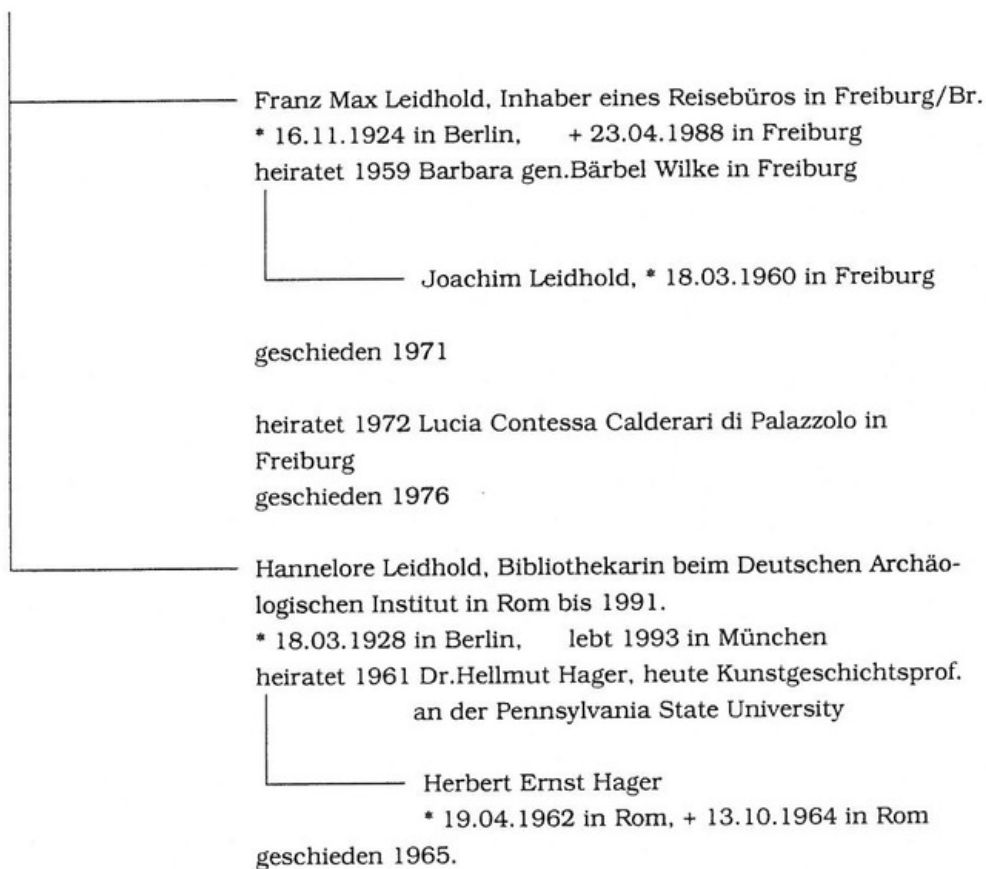 Franz Max Leidhold, Inhaber eines Reisebüros in Freiburg/Br.
* 16.11.1924 in Berlin, + 23.04.1988 in Freiburg
heiratet 1959 Barbara gen.Bärbel Wilke in Freiburg
Joachim Leidhold, * 18.03.1960 in Freiburg
geschieden 1971
heiratet 1972 Lucia Contessa Calderari di Palazzolo in
Freiburg
geschieden 1976
Hannelore Leidhold, Bibliothekarin beim Deutschen Archäo-
logischen Institut in Rom bis 1991.
* 18.03.1928 in Berlin, lebt 1993 in München
heiratet 1961 Dr.Hellmut Hager, heute Kunstgeschichtsprof.
an der Pennsylvania State University
Herbert Ernst Hager
* 19.04.1962 in Rom, + 13.10.1964 in Rom
geschieden 1965.